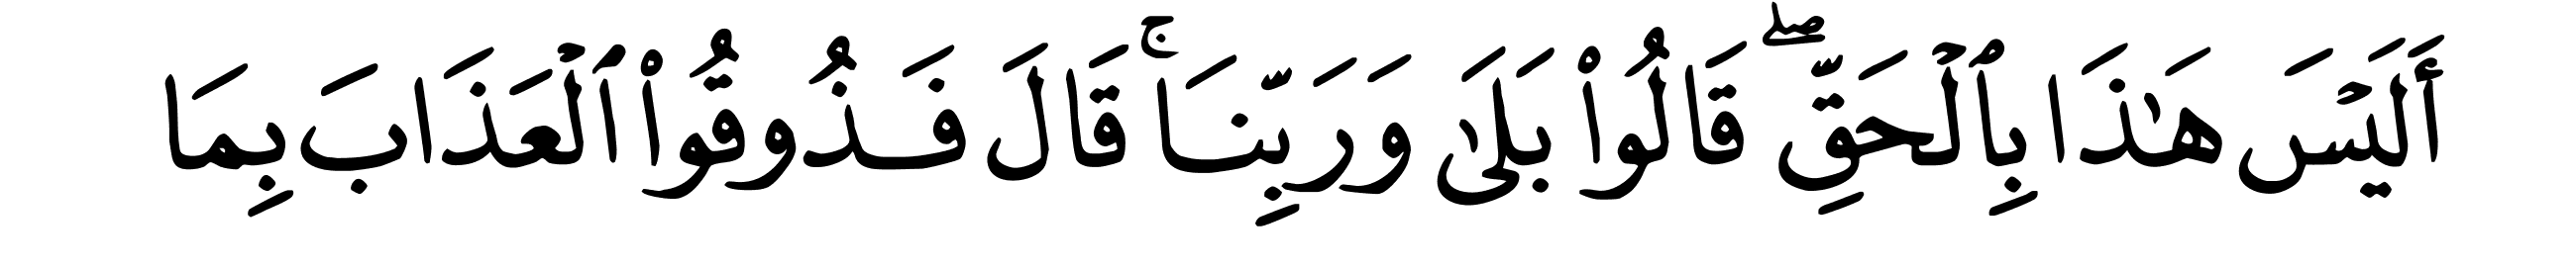 أَلَيْسَ هَٰذَا بِٱلْحَقِّۖ قَالُوا۟ بَلَىٰ وَرَبِّنَاۚ قَالَ فَذُوقُوا۟ ٱلْعَذَابَ بِمَا